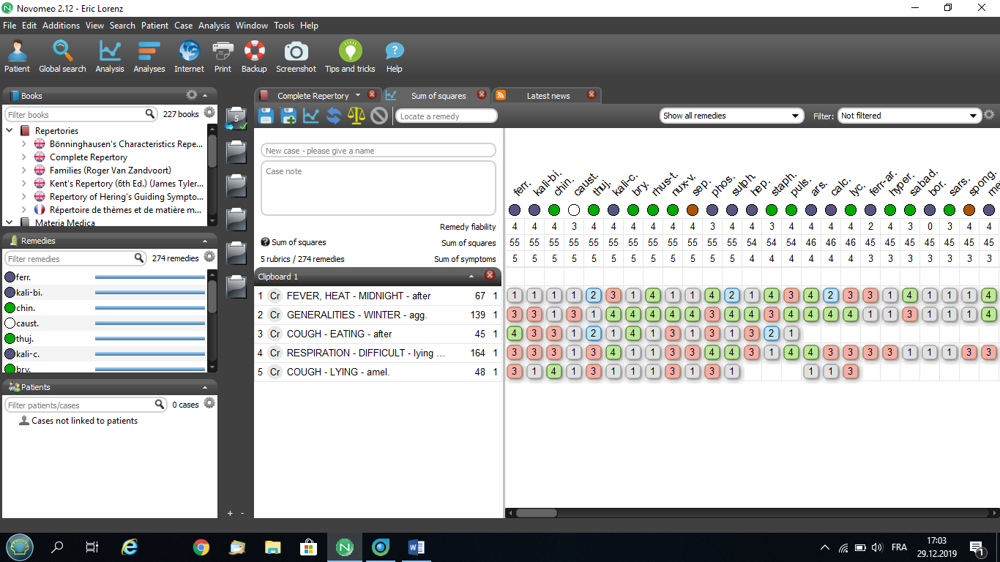 Novomeo 2.12 - Eric Lorenz
File Edit Additions View Search Patient Case Analysis Window Tools Help
Patient Global search Analysis Analyses Internet Print Backup Screenshot Tips and tricks Help
Books
Filter books 227 books
Repertories
Bönninghausen's Characteristics Repe...
Complete Repertory
Families (Roger Van Zandvoort)
Kent's Repertory (6th Ed.) (James Tyler...
Repertory of Hering's Guiding Sympto...
Répertoire de thèmes et de matière m...
Materia Medica
Remedies
Filter remedies 274 remedies
ferr.
kali-bi.
chin.
caust.
thuj.
kali-c.
bry.
Patients
Filter patients/cases 0 cases
Cases not linked to patients
5
+ -
Complete Repertory Sum of squares Latest news
Locate a remedy Show all remedies Filter: Not filtered
New case - please give a name
Case note
ferr. kali-bi. chin. caust. thuj. kali-c. bry. rhus-t. nux-v. sep. phos. sulph. hep. staph. puls. ars. calc. lyc. ferr-ar. hyper. sabad. bor. sars. spong.
Remedy fiability 4 4 4 3 4 4 4 4 4 4 3 4 4 3 4 4 4 4 2 4 3 0 3 4 4
? Sum of squares Sum of squares 55 55 55 55 55 55 55 55 55 55 55 55 54 54 54 46 46 46 45 45 45 45 45 45 45
5 rubrics / 274 remedies Sum of symptoms 5 5 5 5 5 5 5 5 5 5 5 5 4 4 4 4 4 4 3 3 3 3 3 3 3
Clipboard 1
1 Cr FEVER, HEAT - MIDNIGHT - after 67 1 1 1 1 1 2 3 1 4 1 1 4 2 1 4 3 4 2 3 3 1 4 1 1 1 4
2 Cr GENERALITIES - WINTER - agg. 139 1 3 3 1 3 1 4 4 4 4 4 3 4 4 3 4 4 4 4 1 1 3 1 1 1 4
3 Cr COUGH - EATING - after 45 1 4 3 3 1 2 1 4 1 3 1 3 1 3 2 1
4 Cr RESPIRATION - DIFFICULT - lying ... 164 1 3 3 3 3 4 1 1 1 3 3 4 4 3 1 4 4 3 3 3 3 1 1 1 3 3
5 Cr COUGH - LYING - amel. 48 1 3 1 4 1 3 1 1 1 3 1 3 1 1 1 3
FRA
17:03
29.12.2019
1